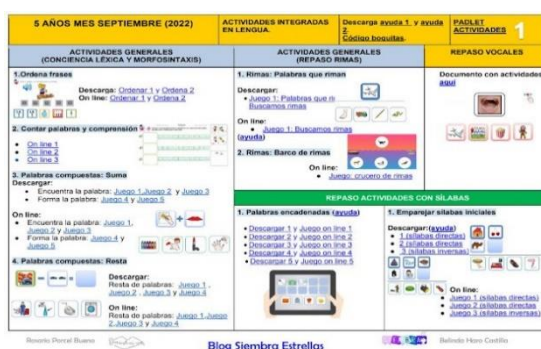 5 AÑOS MES SEPTIEMBRE (2022)
ACTIVIDADES INTEGRADAS
EN LENGUA.
Descarga ayuda 1 y ayuda
2
Código boquitas.
PADLET
ACTIVIDADES
1
ACTIVIDADES GENERALES
(CONCIENCIA LÉXICA Y MORFOSINTAXIS)
1.Ordena frases
Descarga: Ordenar 1 y Ordena 2
On line: Ordenar 1 y Ordena 2
2. Contar palabras y comprensión
• On line 1
• On line 2
• On line 3
3. Palabras compuestas: Suma
Descargar:
• Encuentra la palabra: Juego 1,Juego 2 y Juego 3
• Forma la palabra: Juego 4 y Juego 5
On line:
• Encuentra la palabra: Juego 1,
Juego 2 y Juego 3
• Forma la palabra: Juego 4 y
Juego 5
4. Palabras compuestas: Resta
Descargar:
Resta de palabras: Juego 1 ,
Juego 2 , Juego 3 y Juego 4
On line:
Resta de palabras: Juego 1,Juego
2,Juego 3 y Juego 4
ACTIVIDADES GENERALES
(REPASO RIMAS)
1. Rimas: Palabras que riman
Descargar:
• Juego 1: Palabras que ri
Buscamos rimas
On line:
• Juego 1: Buscamos rimas
(ayuda)
2. Rimas: Barco de rimas
On line:
• Juego: crucero de rimas
REPASO VOCALES
Documento con actividades
aquí
REPASO ACTIVIDADES CON SÍLABAS
1. Palabras encadenadas (ayuda)
• Descargar 1 y Juego on line 1
• Descargar 2 y Juego on line 2
• Descargar 3 y Juego on line 3
• Descargar 4 y Juego on line 4
• Descargar 5 y Juego on line 5
1. Emparejar sílabas iniciales
Descargar:(ayuda)
• 1 (sílabas directas)
• 2 (sílabas directas
• 3 (sílabas inversas)
On line:
• Juego 1 (sílabas directas)
• Juego 2 (sílabas directas
• Juego 3 (sílabas inversas)
Rosario Porcel Bueno
Blog Siembra Estrellas
Belinda Haro Castilla